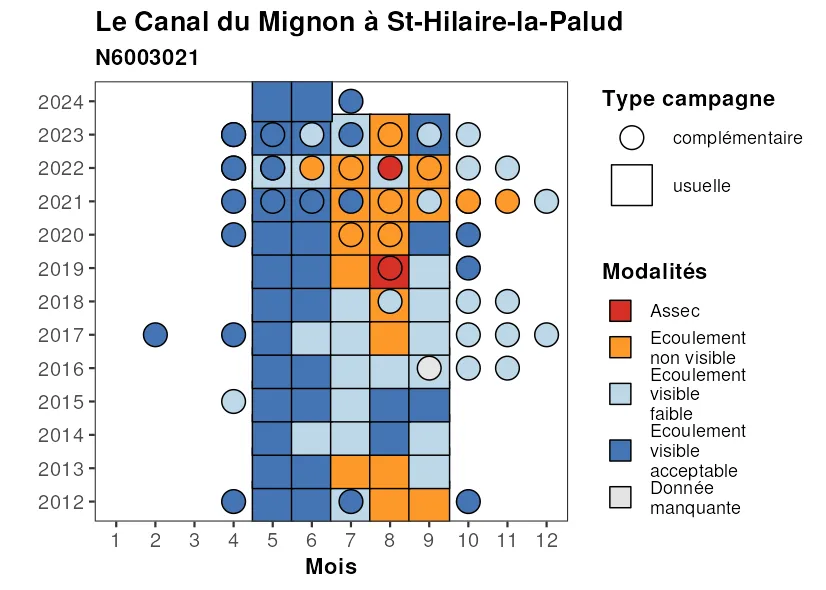 Le Canal du Mignon à St-Hilaire-la-Palud
N6003021
2024
2023
2022
2021
2020
2019
2018
2017
2016
2015
2014
2013
2012
1 2 3 4 5 6 7 8 9 10 11 12
Mois
Type campagne
complémentaire
usuelle
Modalités
Assec
Ecoulement
non visible
Ecoulement
visible
faible
Ecoulement
visible
acceptable
Donnée
manquante